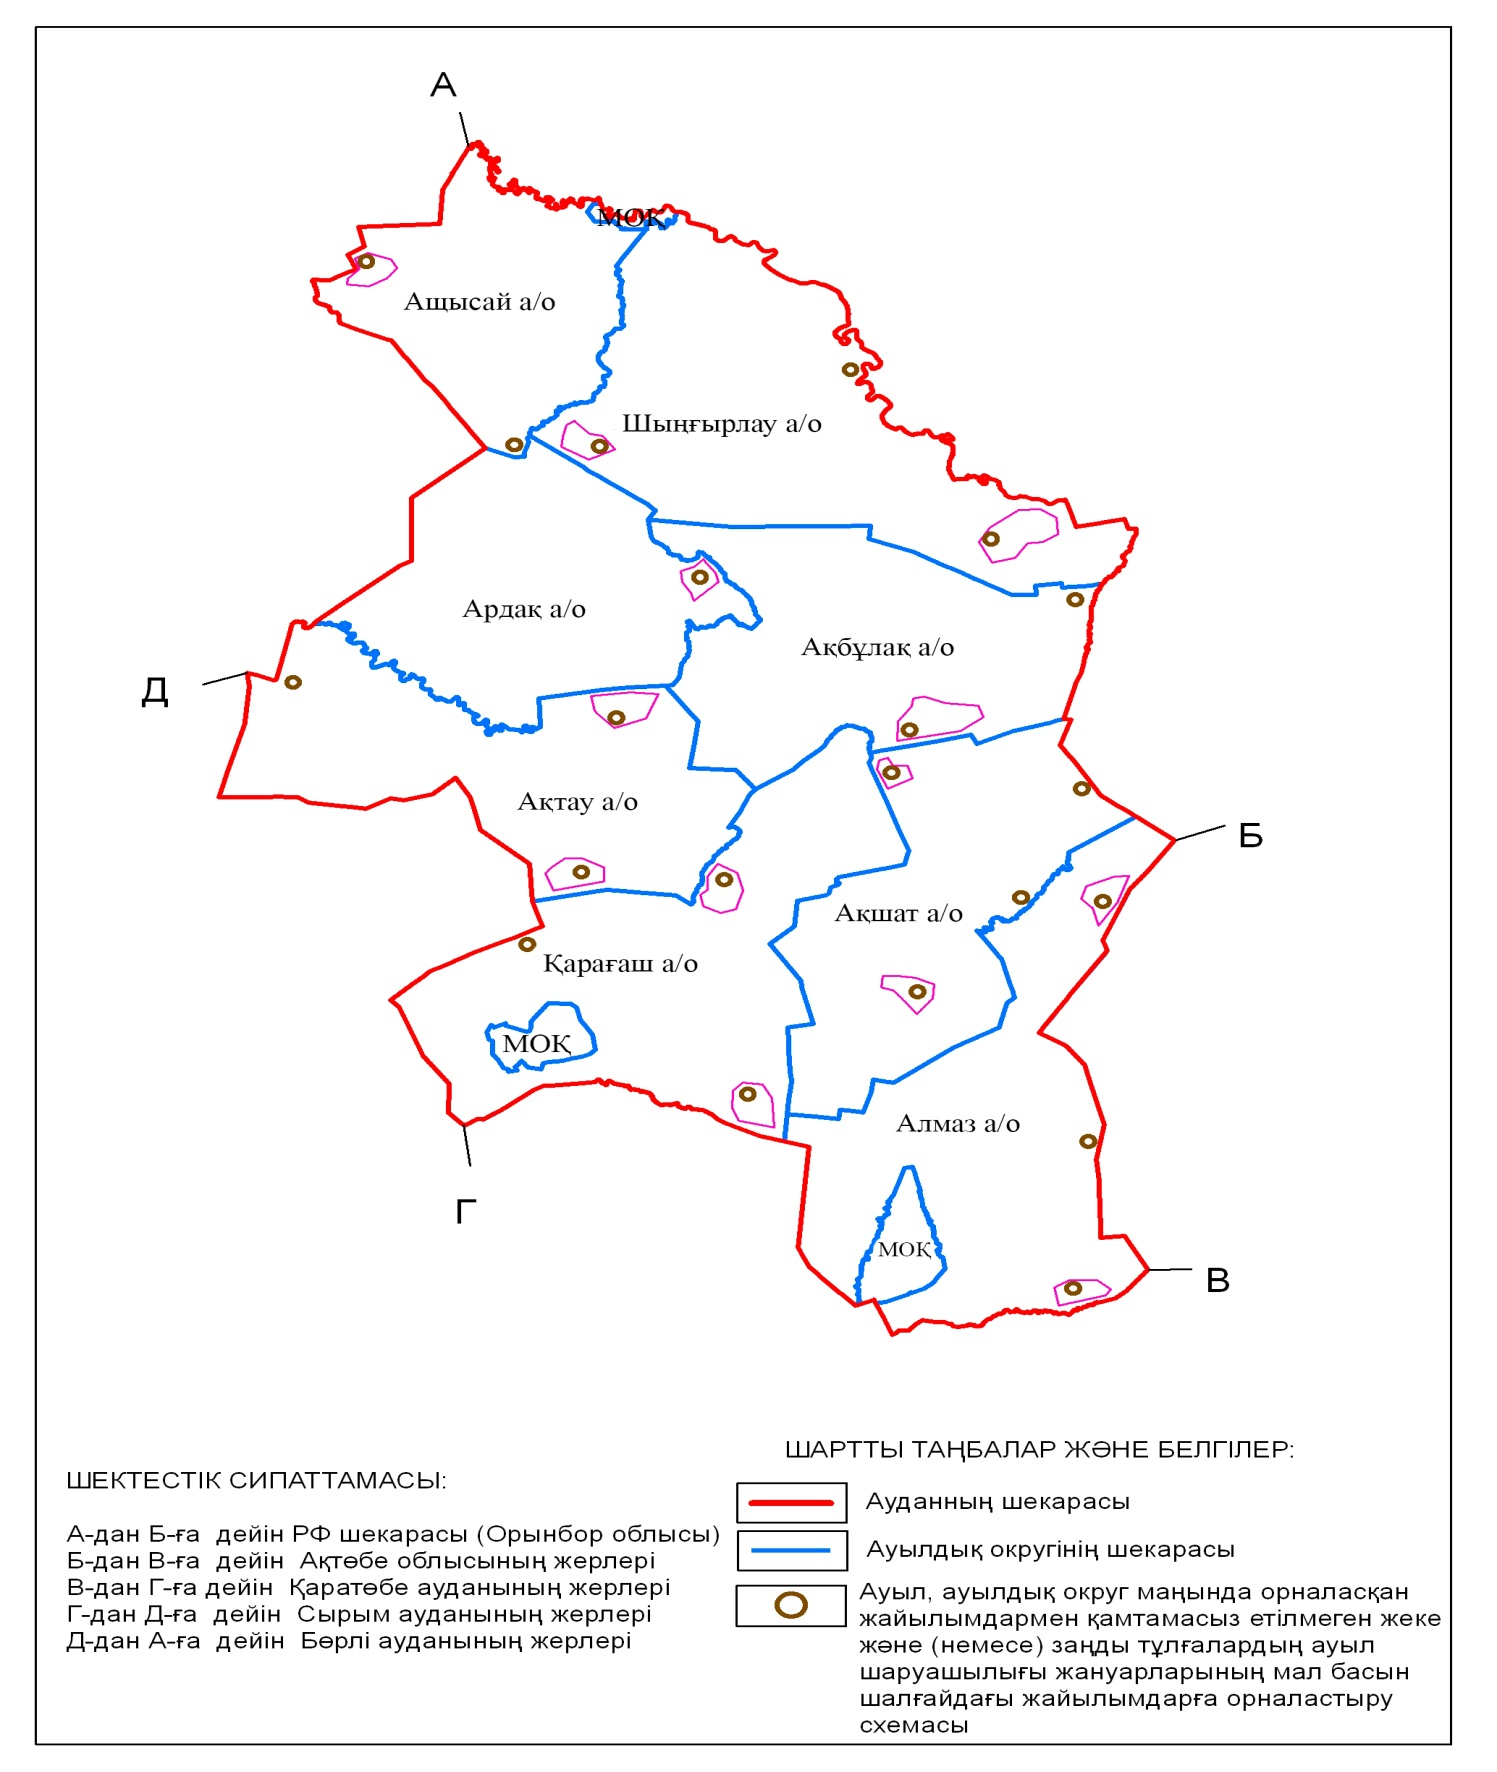 А
МОҚ
Ащысай а/о
Шыңғырлау а/о
Ардақ а/о
Ақбұлақ а/о
Д
Ақтау а/о
Б
Ақшат а/о
Қарағаш а/о
МОҚ
Алмаз а/о
Г
МОҚ
В
ШЕКТЕСТІК СИПАТТАМАСЫ:
А-дан Б-ға дейін РФ шекарасы (Орынбор облысы)
Б-дан В-ға дейін Ақтөбе облысының жерлері
В-дан Г-ға дейін Қаратөбе ауданының жерлері
Г-дан Д-ға дейін Сырым ауданының жерлері
Д-дан А-ға дейін Бөрлі ауданының жерлері
ШАРТТЫ ТАҢБАЛАР ЖӘНЕ БЕЛГІЛЕР:
Ауданның шекарасы
Ауылдық округінің шекарасы
Ауыл, ауылдық округ маңында орналасқан
жайылымдармен қамтамасыз етілмеген жеке
және (немесе) заңды тұлғалардың ауыл
шаруашылығы жануарларының мал басын
шалғайдағы жайылымдарға орналастыру
схемасы